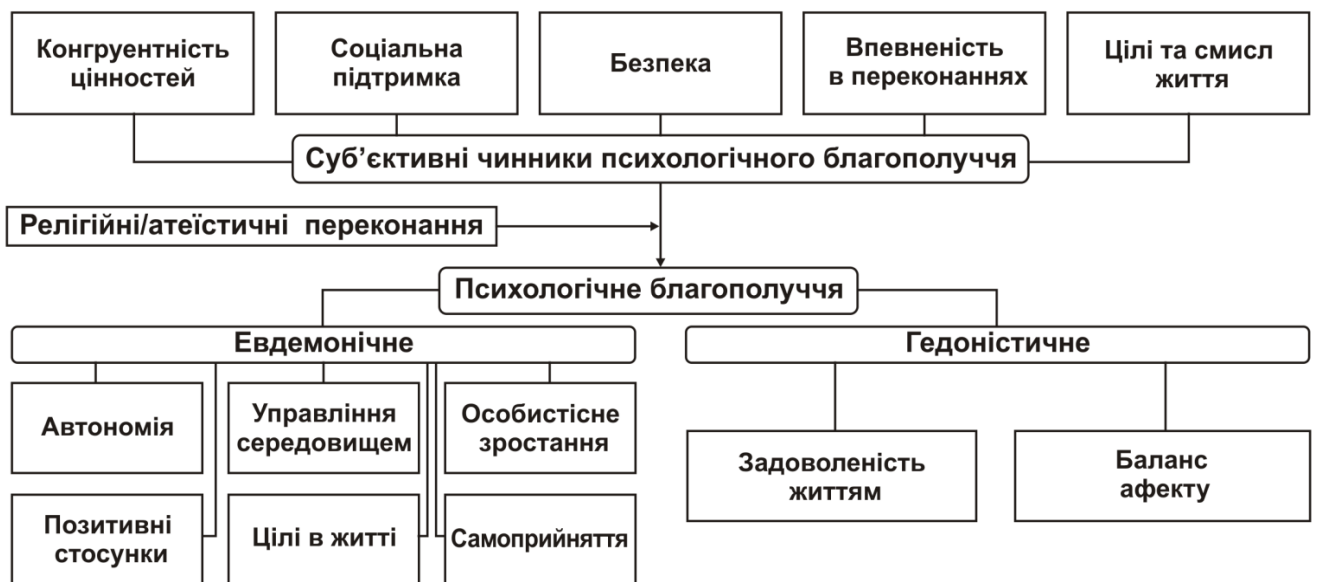 Конгруентність
цінностей
Соціальна
підтримка
Безпека
Впевненість
в переконаннях
Цілі та смисл
життя
Суб’єктивні чинники психологічного благополуччя
Релігійні/атеїстичні переконання
Психологічне благополуччя
Евдемонічне
Гедоністичне
Автономія
Управління
середовищем
Особистісне
зростання
Задоволеність
життям
Баланс
афекту
Позитивні
стосунки
Цілі в житті
Самоприйняття